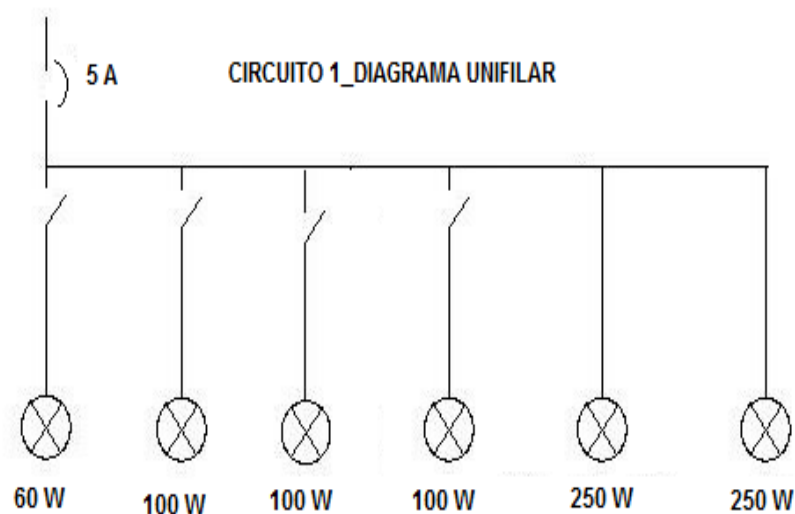 5 A
CIRCUITO 1_DIAGRAMA UNIFILAR
60 W
100 W
100 W
100 W
250 W
250 W